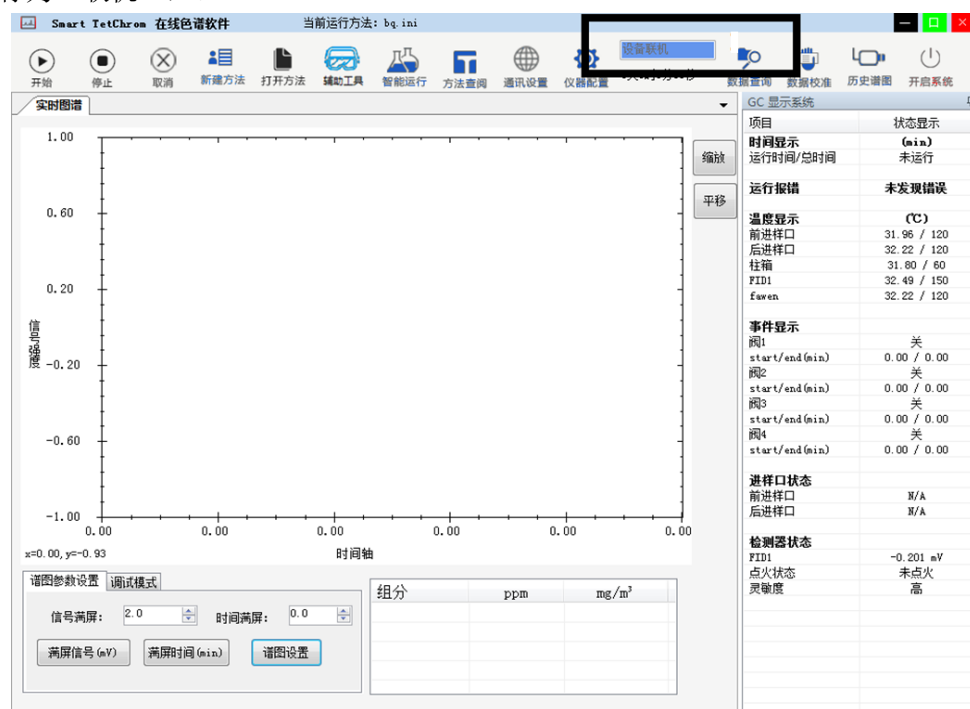 Smart TetChrom 在线色谱软件 当前运行方法: bq.ini
设备联机
开始 停止 取消 新建方法 打开方法 辅助工具 智能运行 方法查阅 通讯设置 仪器配置 数据查询 数据校准 历史谱图 开启系统
实时图谱
1.00
0.60
0.20
信号强度
-0.20
-0.60
-1.00
0.00 0.00 0.00 0.00 0.00 0.00
x=0.00, y=-0.93 时间轴
缩放
平移
谱图参数设置 调试模式
信号满屏: 2.0 时间满屏: 0.0
满屏信号(mV) 满屏时间(min) 谱图设置
组分 ppm mg/m³
GC 显示系统
项目 状态显示
时间显示 (min)
运行时间/总时间 未运行
运行报错 未发现错误
温度显示 (℃)
前进样口 31.96 / 120
后进样口 32.22 / 120
柱箱 31.80 / 60
FID1 32.49 / 150
fawen 32.22 / 120
事件显示
阀1 关
start/end(min) 0.00 / 0.00
阀2 关
start/end(min) 0.00 / 0.00
阀3 关
start/end(min) 0.00 / 0.00
阀4 关
start/end(min) 0.00 / 0.00
进样口状态
前进样口 N/A
后进样口 N/A
检测器状态
FID1 -0.201 mV
点火状态 未点火
灵敏度 高